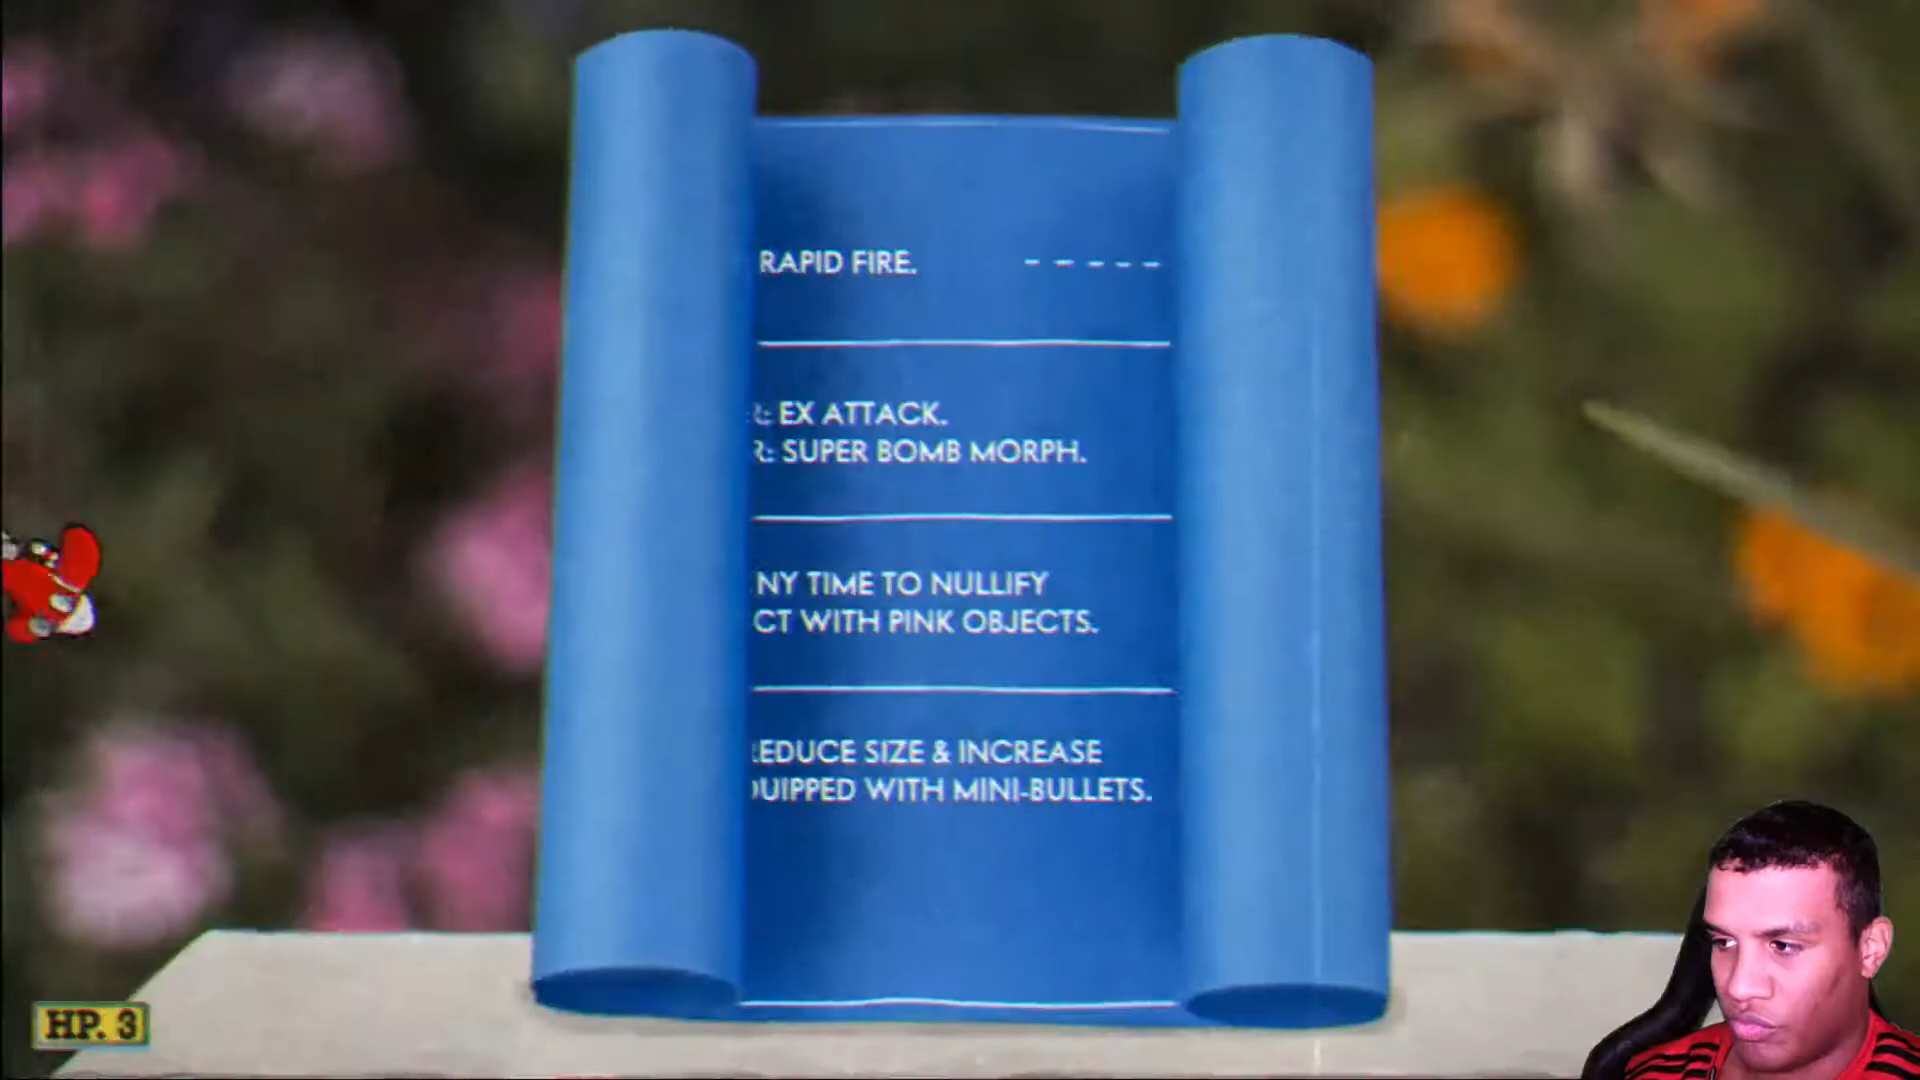 RAPID FIRE. - - - - -
EX ATTACK.
R: SUPER BOMB MORPH.
NY TIME TO NULLIFY
CT WITH PINK OBJECTS.
EDUCE SIZE & INCREASE
UIPPED WITH MINI-BULLETS.
HP. 3